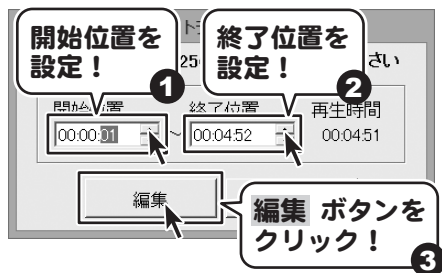 開始位置を
設定！
1
終了位置を
設定！
2
ト
25
さい
開始位置
終了位置
再生時間
00:00:01
～
00:04:52
00:04:51
編集
編集 ボタンを
クリック！
3